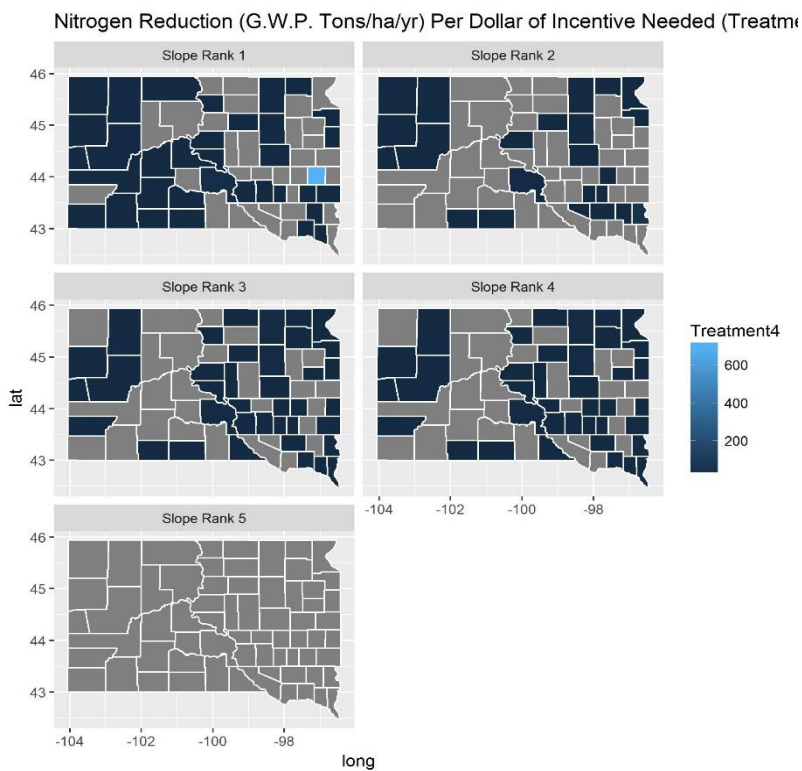 Nitrogen Reduction (G.W.P. Tons/ha/yr) Per Dollar of Incentive Needed (Treatme
Slope Rank 1
Slope Rank 2
46
45
44
43
Slope Rank 3
Slope Rank 4
46
45
44
43
-104
-102
-100
-98
Slope Rank 5
46
45
44
43
-104
-102
-100
-98
lat
long
Treatment4
600
400
200